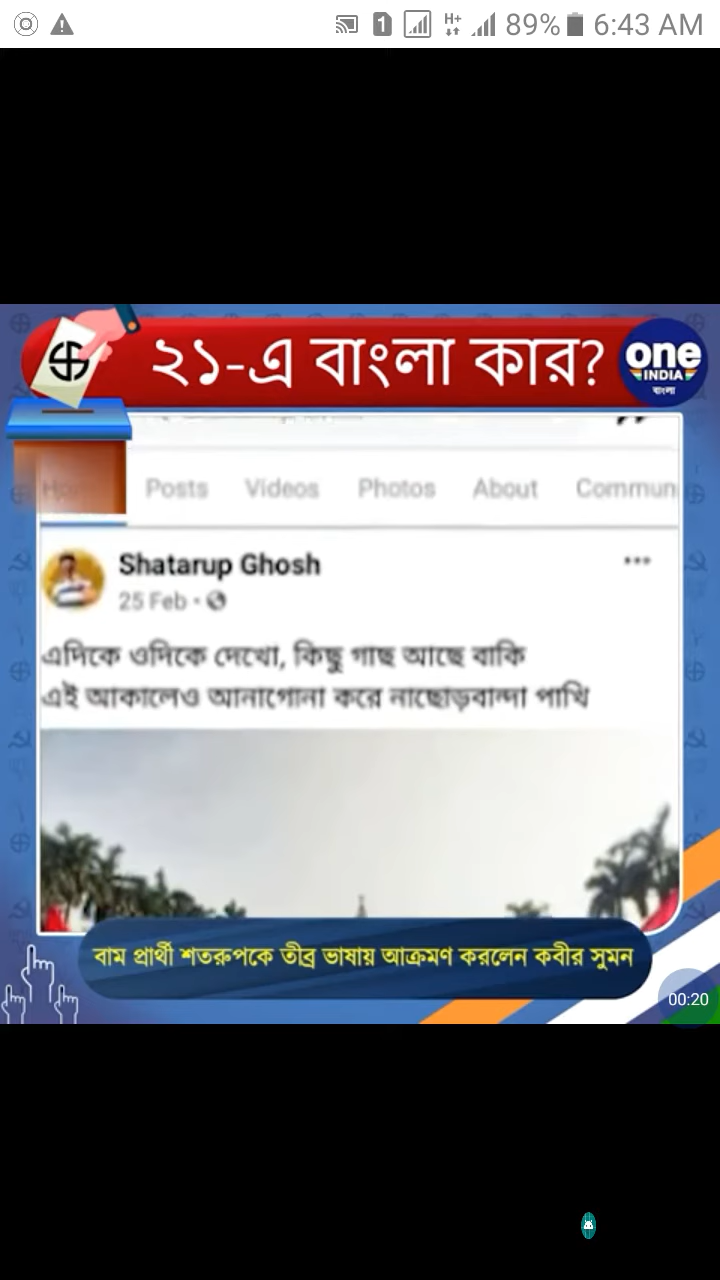 89% 6:43 AM
২১-এ বাংলা কার?
one
INDIA
বাংলা
Posts Videos Photos About Commun
Shatarup Ghosh
25 Feb
এদিকে ওদিকে দেখো, কিছু গাছ আছে বাকি
এই আকালেও আনাগোনা করে নাছোড়বান্দা পাখি
বাম প্রার্থী শতরুপকে তীব্র ভাষায় আক্রমণ করলেন কবীর সুমন
00:20